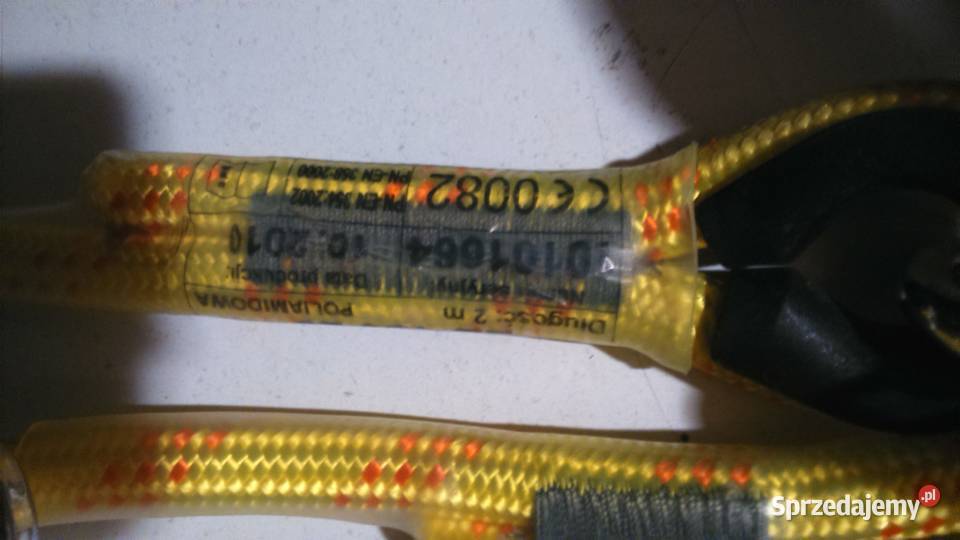 Długość: 2 m
POLIAMIDOWA
Data produkcji:
0101664
10.2010
CE 0082
PN-EN 354:2002
PN-EN 358:2000
Sprzedajemy.pl